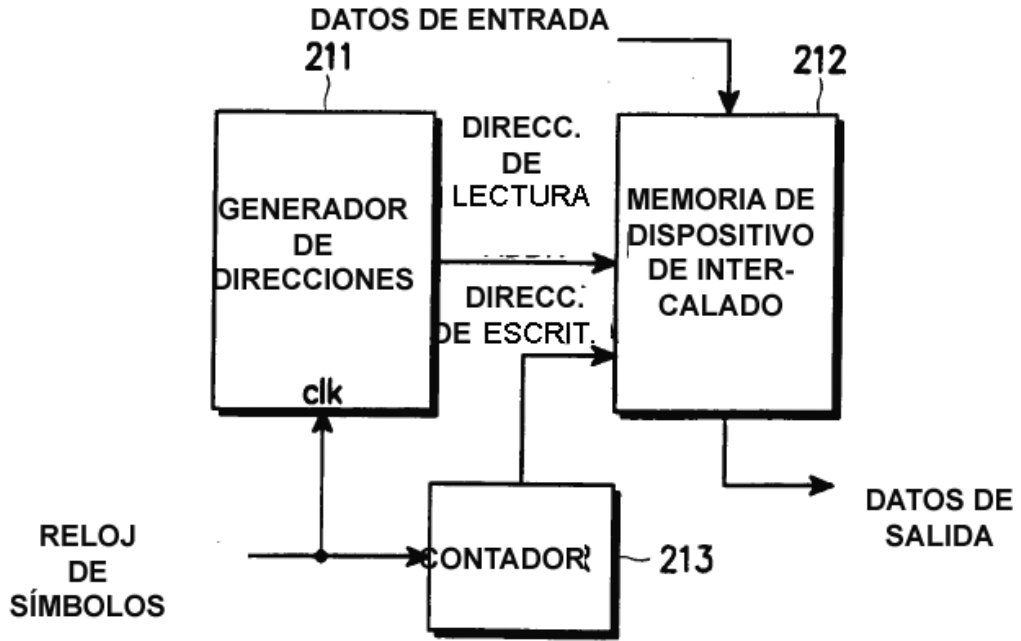 DATOS DE ENTRADA
211
212
DIRECC.
DE
LECTURA
GENERADOR
DE
DIRECCIONES
MEMORIA DE
DISPOSITIVO
DE INTER-
CALADO
DIRECC.
DE ESCRIT.
clk
RELOJ
DE
SÍMBOLOS
CONTADOR
213
DATOS DE
SALIDA